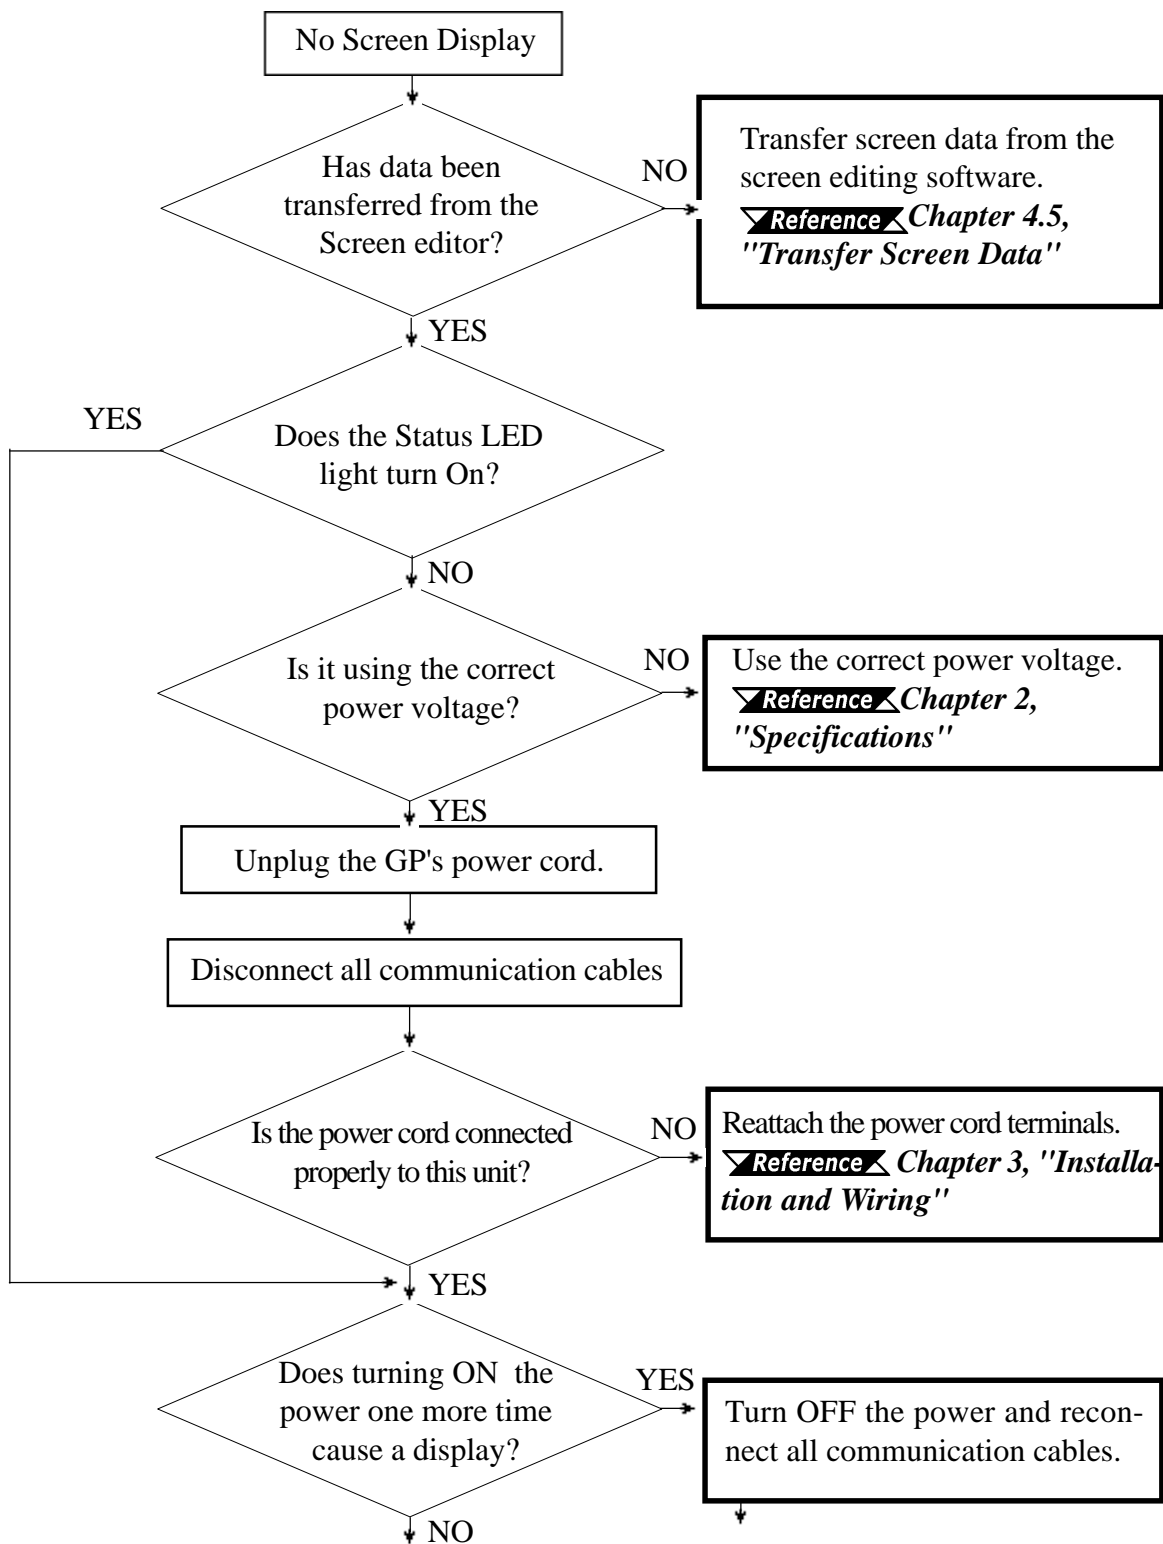 No Screen Display
Has data been
transferred from the
Screen editor?
NO
Transfer screen data from the
screen editing software.
Reference Chapter 4.5,
"Transfer Screen Data"
YES
YES
Does the Status LED
light turn On?
NO
Is it using the correct
power voltage?
NO
Use the correct power voltage.
Reference Chapter 2,
"Specifications"
YES
Unplug the GP's power cord.
Disconnect all communication cables
Is the power cord connected
properly to this unit?
NO
Reattach the power cord terminals.
Reference Chapter 3, "Installa-
tion and Wiring"
YES
Does turning ON the
power one more time
cause a display?
YES
Turn OFF the power and recon-
nect all communication cables.
NO